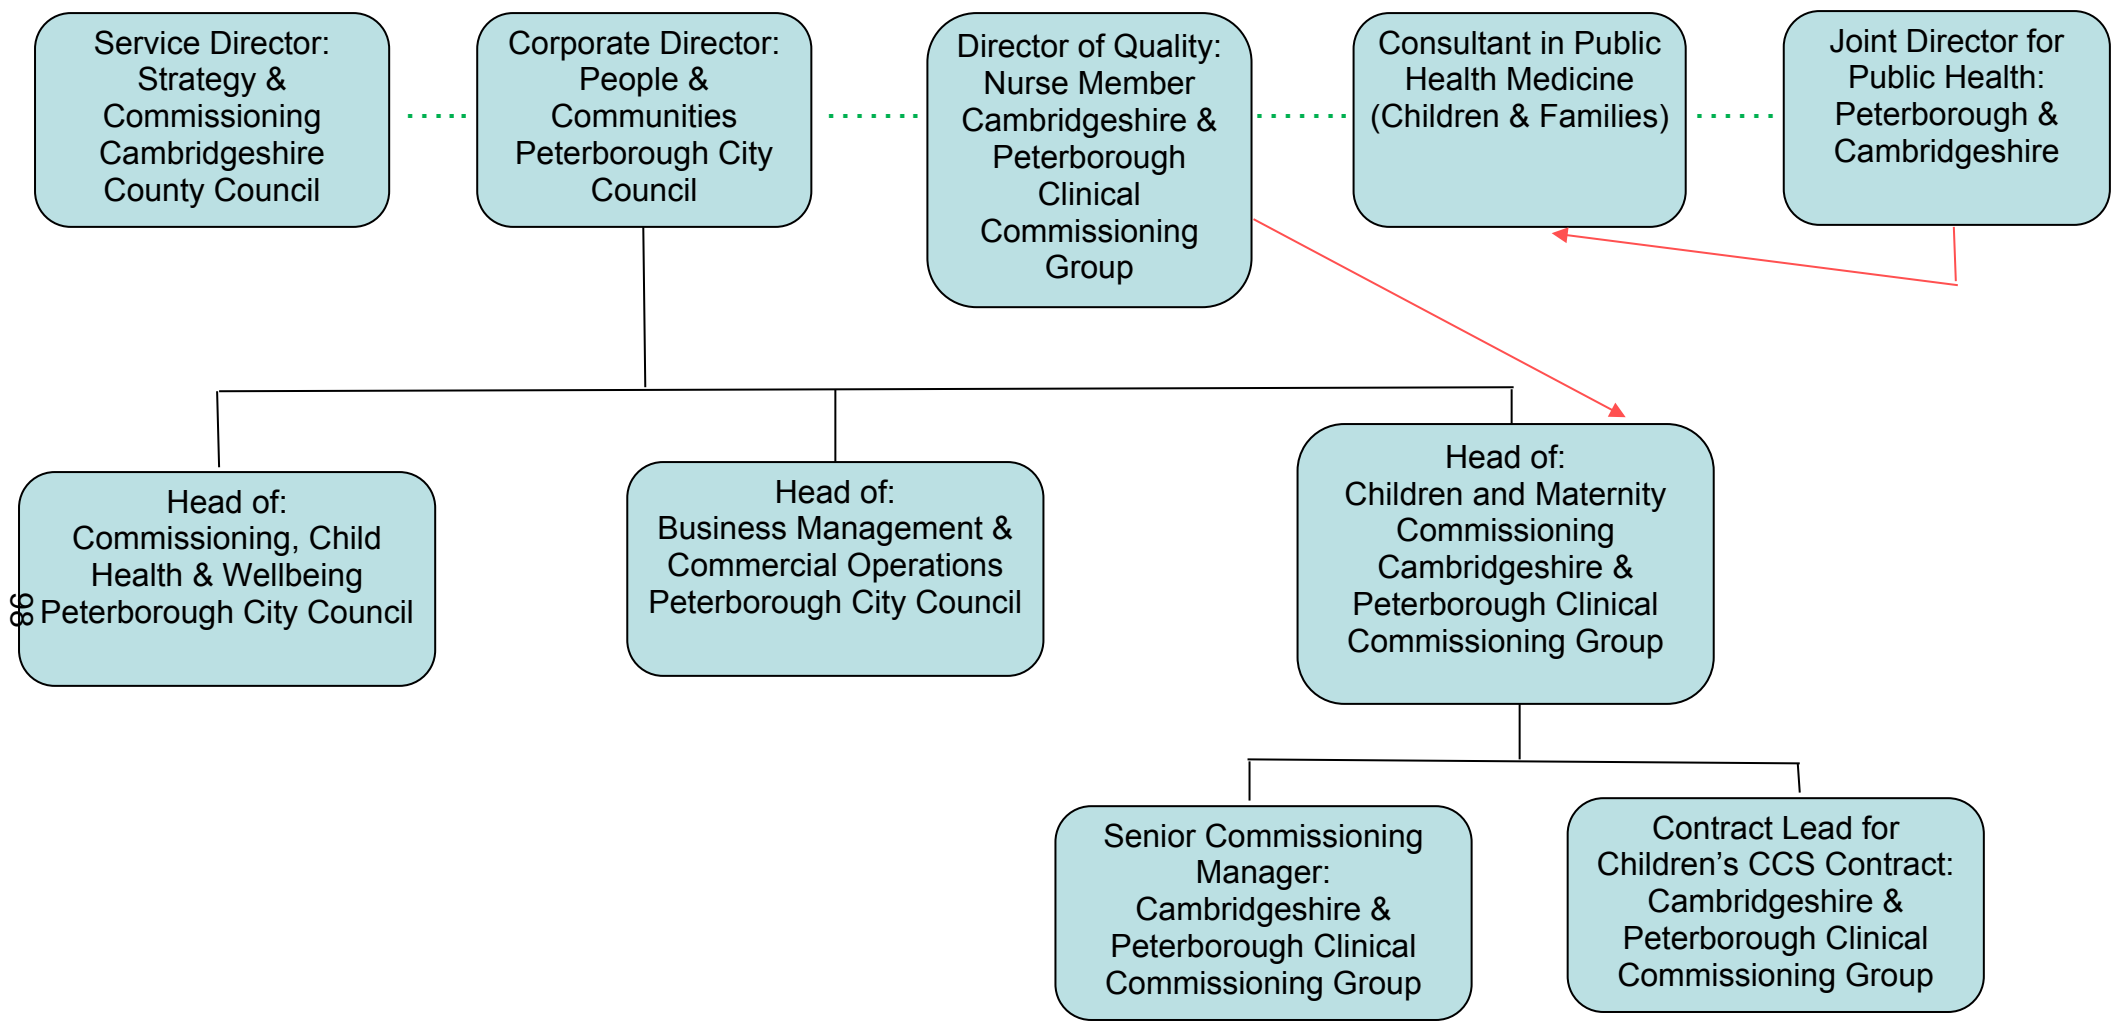 Service Director:
Strategy &
Commissioning
Cambridgeshire
County Council
Corporate Director:
People &
Communities
Peterborough City
Council
Director of Quality:
Nurse Member
Cambridgeshire &
Peterborough
Clinical
Commissioning
Group
Consultant in Public
Health Medicine
(Children & Families)
Joint Director for
Public Health:
Peterborough &
Cambridgeshire
Head of:
Commissioning, Child
Health & Wellbeing
Peterborough City Council
Head of:
Business Management &
Commercial Operations
Peterborough City Council
Head of:
Children and Maternity
Commissioning
Cambridgeshire &
Peterborough Clinical
Commissioning Group
Senior Commissioning
Manager:
Cambridgeshire &
Peterborough Clinical
Commissioning Group
Contract Lead for
Children’s CCS Contract:
Cambridgeshire &
Peterborough Clinical
Commissioning Group
98